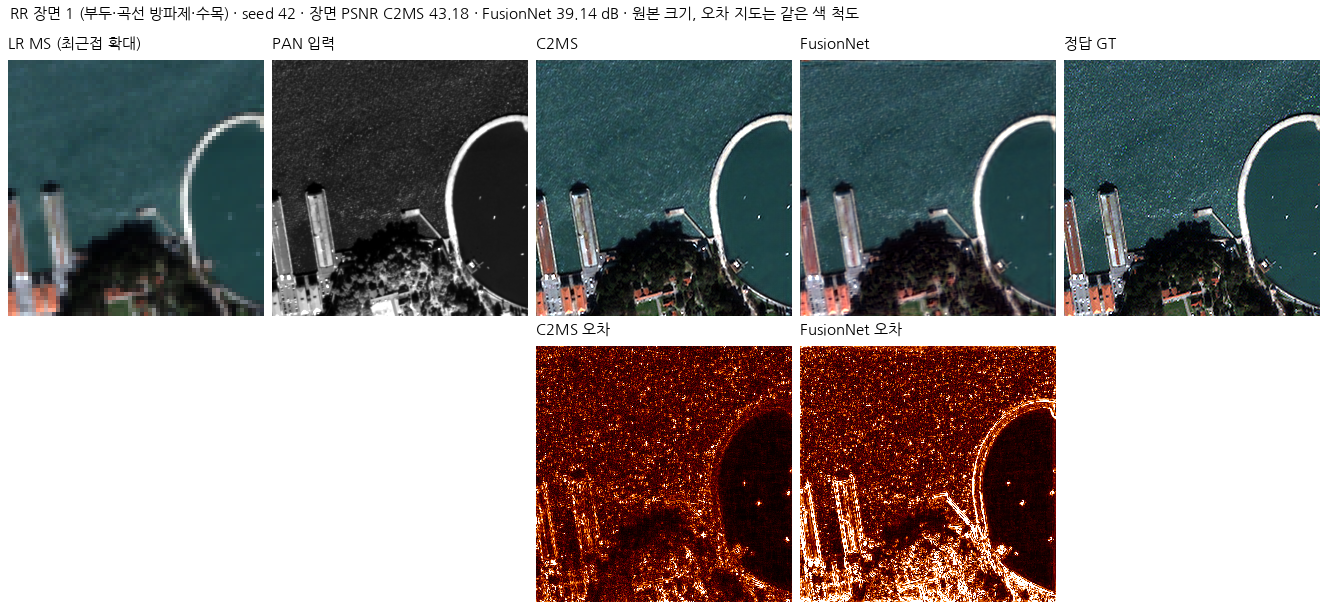 RR 장면 1 (부두·곡선 방파제·수목) · seed 42 · 장면 PSNR C2MS 43.18 · FusionNet 39.14 dB · 원본 크기, 오차 지도는 같은 색 척도
LR MS (최근접 확대)
PAN 입력
C2MS
FusionNet
정답 GT
C2MS 오차
FusionNet 오차